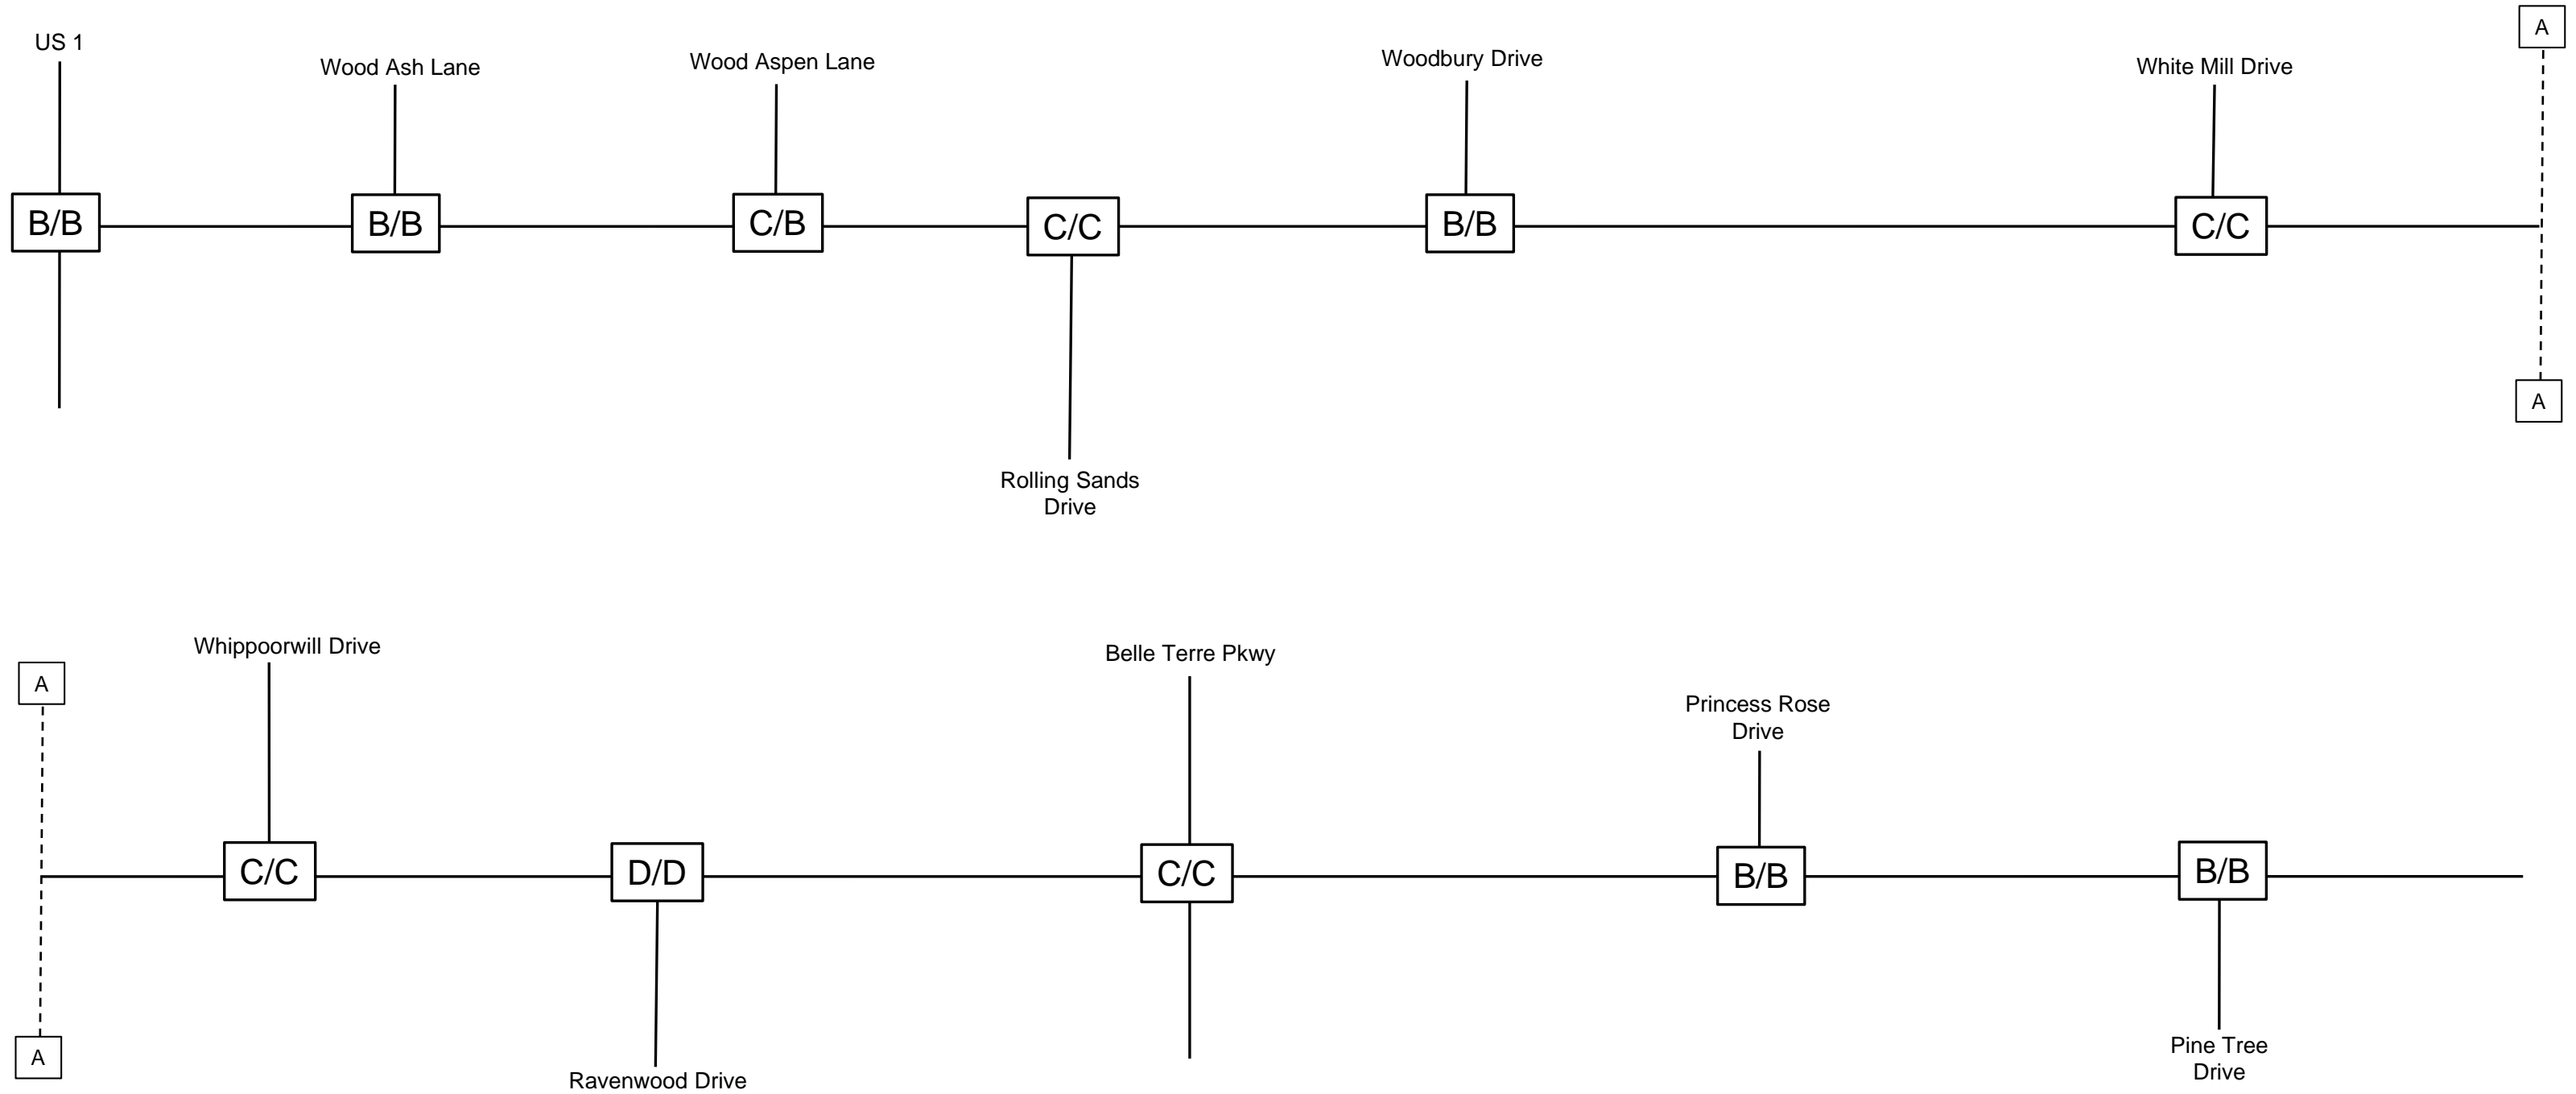 A
US 1
Wood Ash Lane
Wood Aspen Lane
Woodbury Drive
White Mill Drive
B/B
B/B
C/B
C/C
B/B
C/C
A
Rolling Sands
Drive
Whippoorwill Drive
Belle Terre Pkwy
A
Princess Rose
Drive
C/C
D/D
C/C
B/B
B/B
A
Ravenwood Drive
Pine Tree
Drive